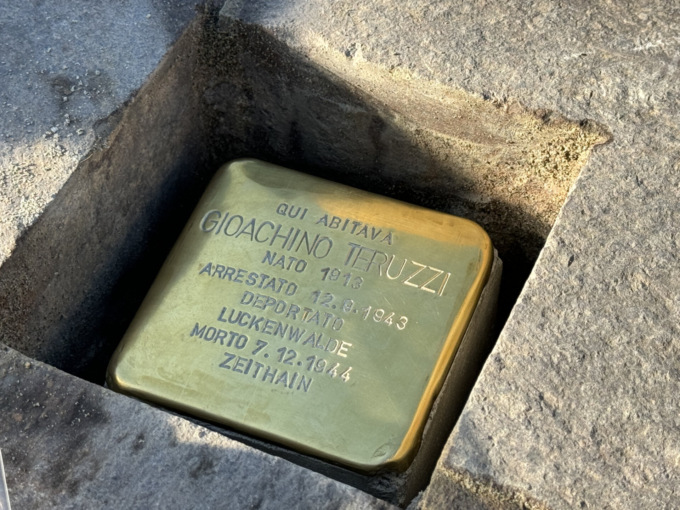 QUI ABITAVA
GIOACHINO TERUZZI
NATO 1913
ARRESTATO 12.9.1943
DEPORTATO
LUCKENWALDE
MORTO 7.12.1944
ZEITHAIN